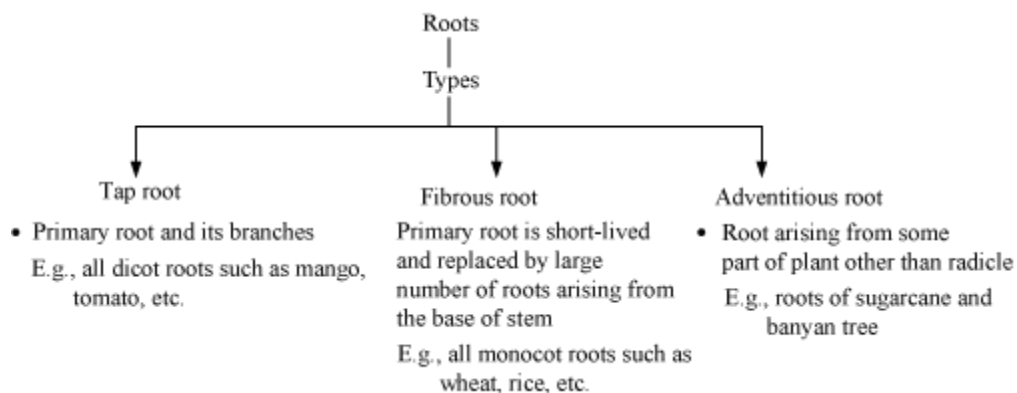 Roots
Types
Tap root
• Primary root and its branches
E.g., all dicot roots such as mango,
tomato, etc.
Fibrous root
Primary root is short-lived
and replaced by large
number of roots arising from
the base of stem
E.g., all monocot roots such as
wheat, rice, etc.
Adventitious root
• Root arising from some
part of plant other than radicle
E.g., roots of sugarcane and
banyan tree